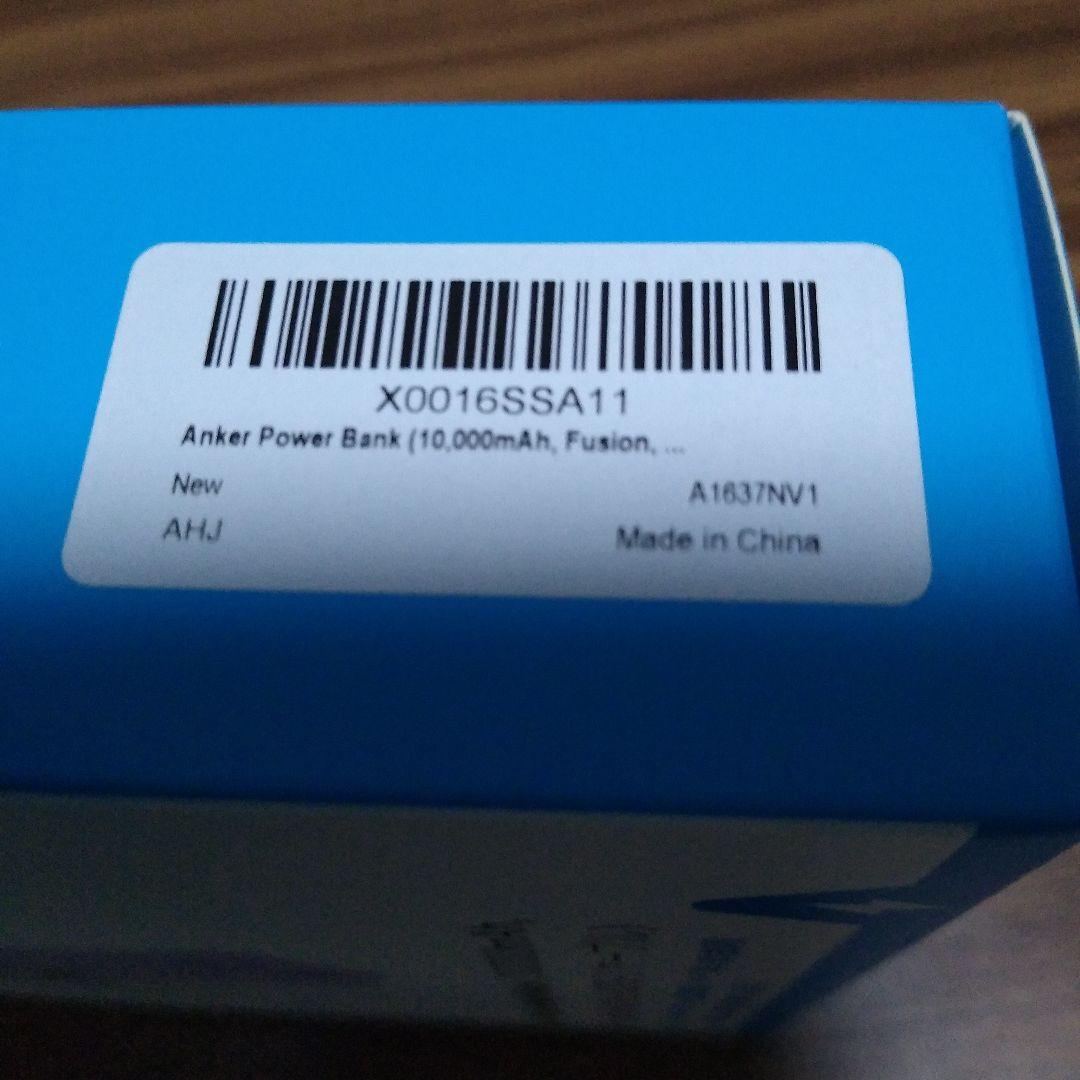 X0016SSA11
Anker Power Bank (10,000mAh, Fusion, ...
New
A1637NV1
AHJ
Made in China